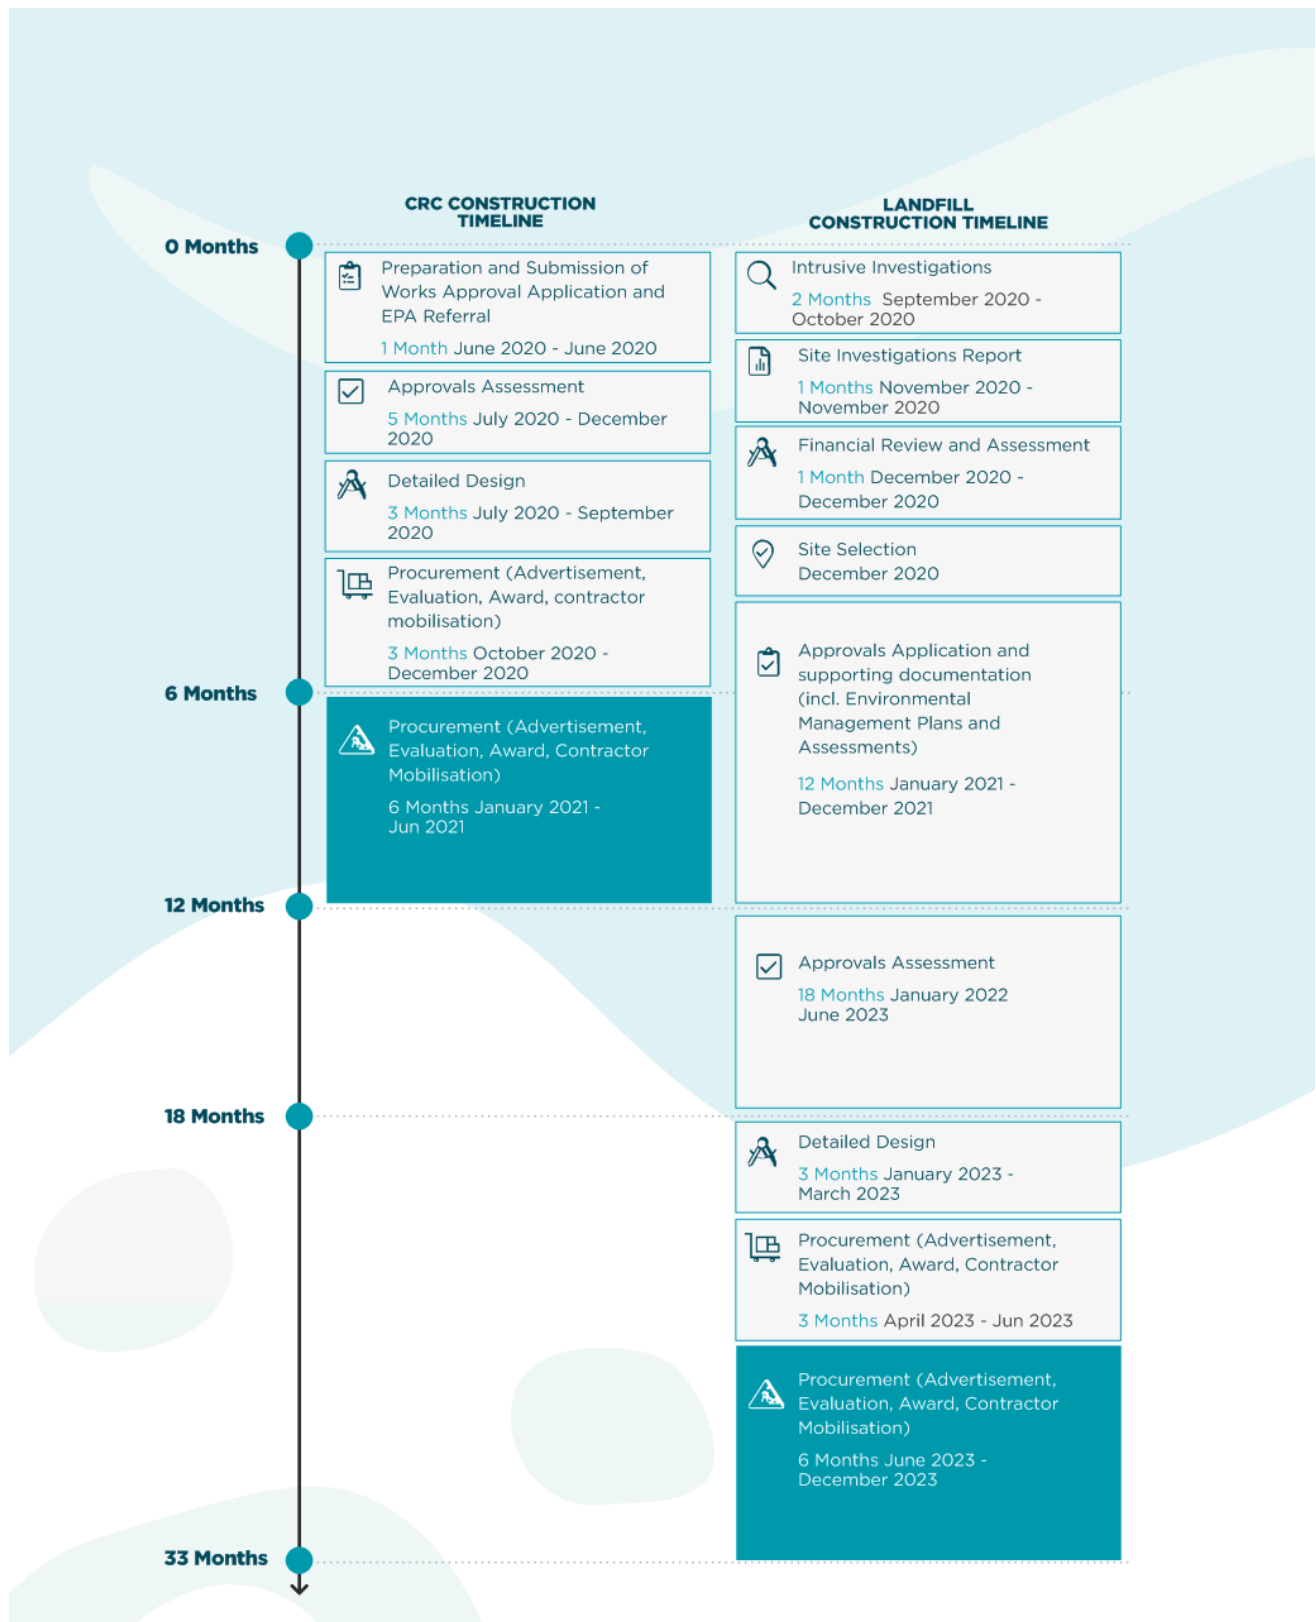 CRC CONSTRUCTION
TIMELINE
LANDFILL
CONSTRUCTION TIMELINE
0 Months
Preparation and Submission of
Works Approval Application and
EPA Referral
1 Month June 2020 - June 2020
Approvals Assessment
5 Months July 2020 - December
2020
Detailed Design
3 Months July 2020 - September
2020
Procurement (Advertisement,
Evaluation, Award, contractor
mobilisation)
3 Months October 2020 -
December 2020
6 Months
Procurement (Advertisement,
Evaluation, Award, Contractor
Mobilisation)
6 Months January 2021 -
Jun 2021
Intrusive Investigations
2 Months September 2020 -
October 2020
Site Investigations Report
1 Months November 2020 -
November 2020
Financial Review and Assessment
1 Month December 2020 -
December 2020
Site Selection
December 2020
Approvals Application and
supporting documentation
(incl. Environmental
Management Plans and
Assessments)
12 Months January 2021 -
December 2021
12 Months
Approvals Assessment
18 Months January 2022
June 2023
18 Months
Detailed Design
3 Months January 2023 -
March 2023
Procurement (Advertisement,
Evaluation, Award, Contractor
Mobilisation)
3 Months April 2023 - Jun 2023
Procurement (Advertisement,
Evaluation, Award, Contractor
Mobilisation)
6 Months June 2023 -
December 2023
33 Months